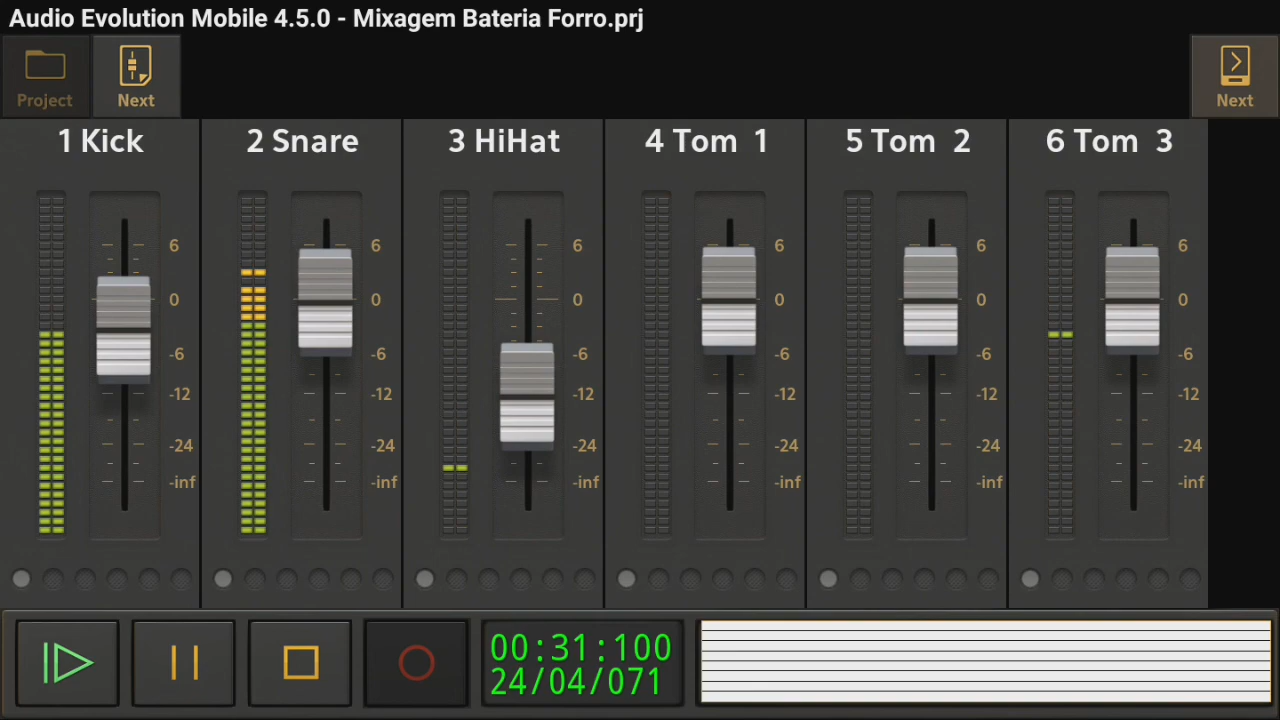 Audio Evolution Mobile 4.5.0 - Mixagem Bateria Forro.prj
Project
Next
Next
1 Kick
2 Snare
3 HiHat
4 Tom 1
5 Tom 2
6 Tom 3
6 6 6 6 6 6
0 0 0 0 0 0
-6 -6 -6 -6 -6 -6
-12 -12 -12 -12 -12 -12
-24 -24 -24 -24 -24 -24
-inf -inf -inf -inf -inf -inf
00:31:100
24/04/071